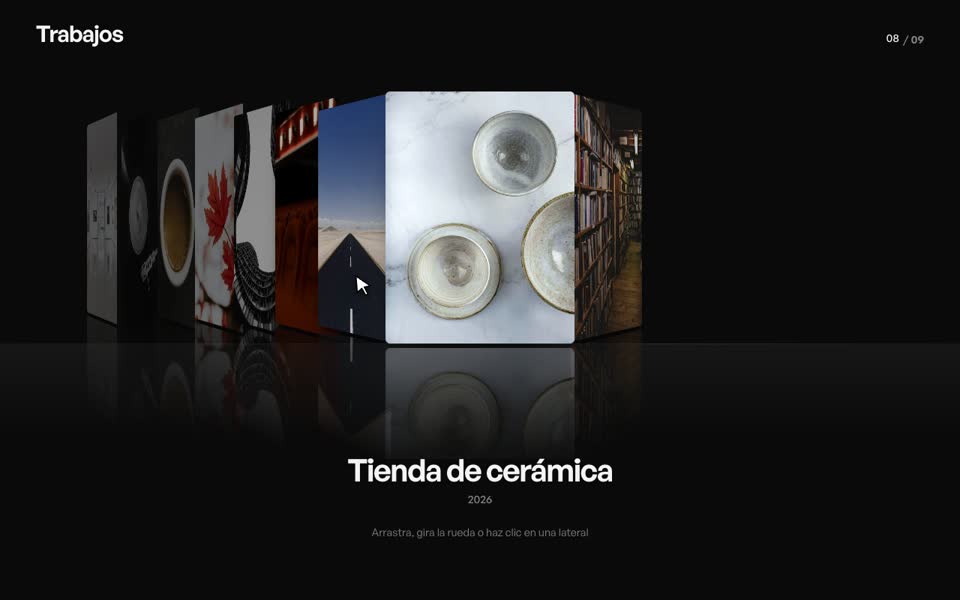 Trabajos
08 / 09
Tienda de cerámica
2026
Arrastra, gira la rueda o haz clic en una lateral